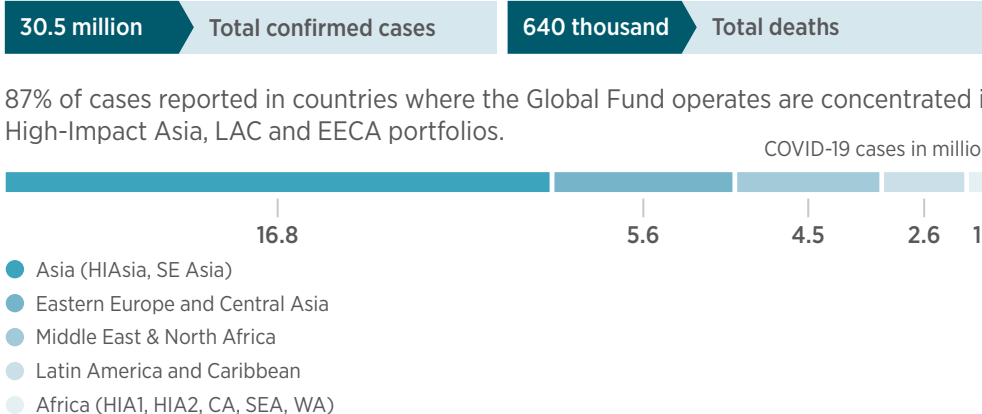 30.5 million Total confirmed cases 640 thousand Total deaths
87% of cases reported in countries where the Global Fund operates are concentrated
High-Impact Asia, LAC and EECA portfolios.
COVID-19 cases in
16.8 5.6 4.5 2.6
Asia (HIAsia, SE Asia)
Eastern Europe and Central Asia
Middle East & North Africa
Latin America and Caribbean
Africa (HIA1, HIA2, CA, SEA, WA)